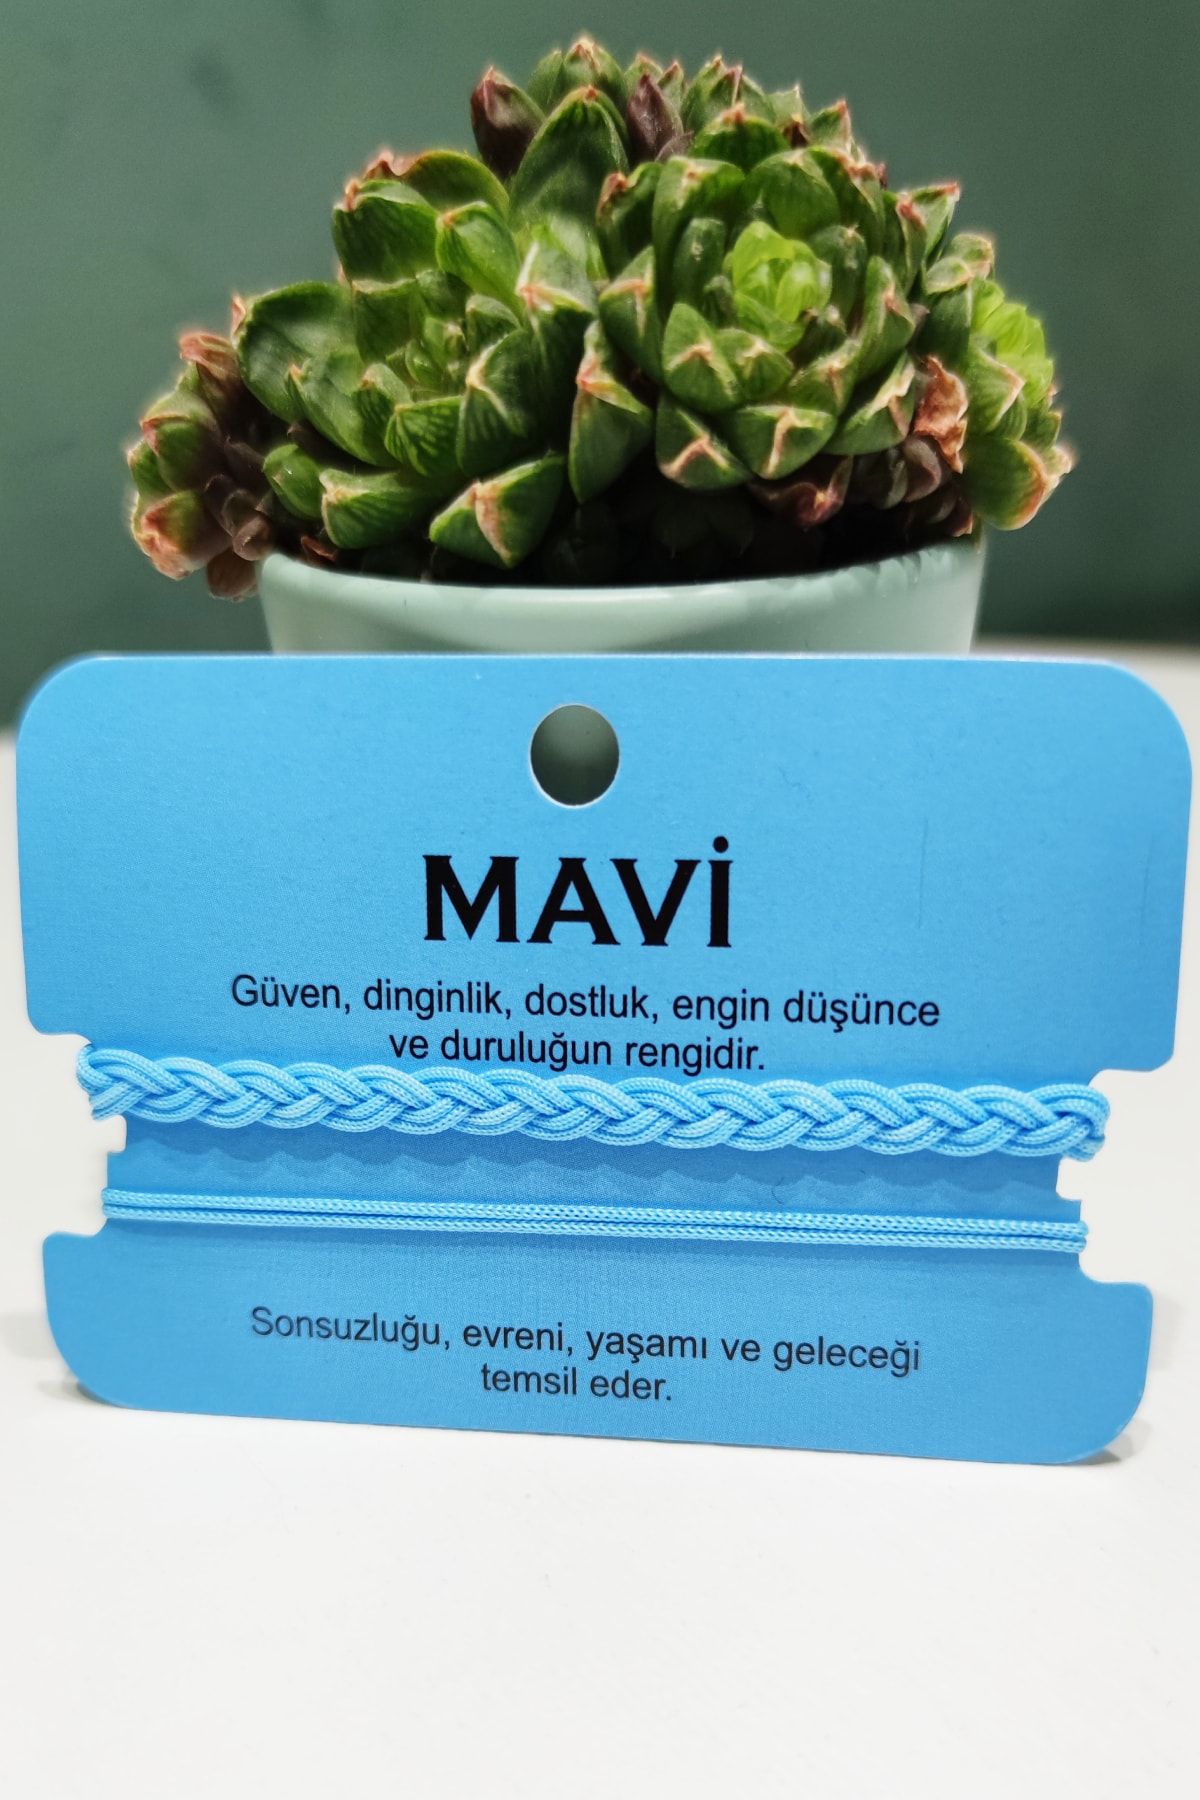 MAVİ
Güven, dinginlik, dostluk, engin düşünce
ve duruluğun rengidir.
Sonsuzluğu, evreni, yaşamı ve geleceği
temsil eder.